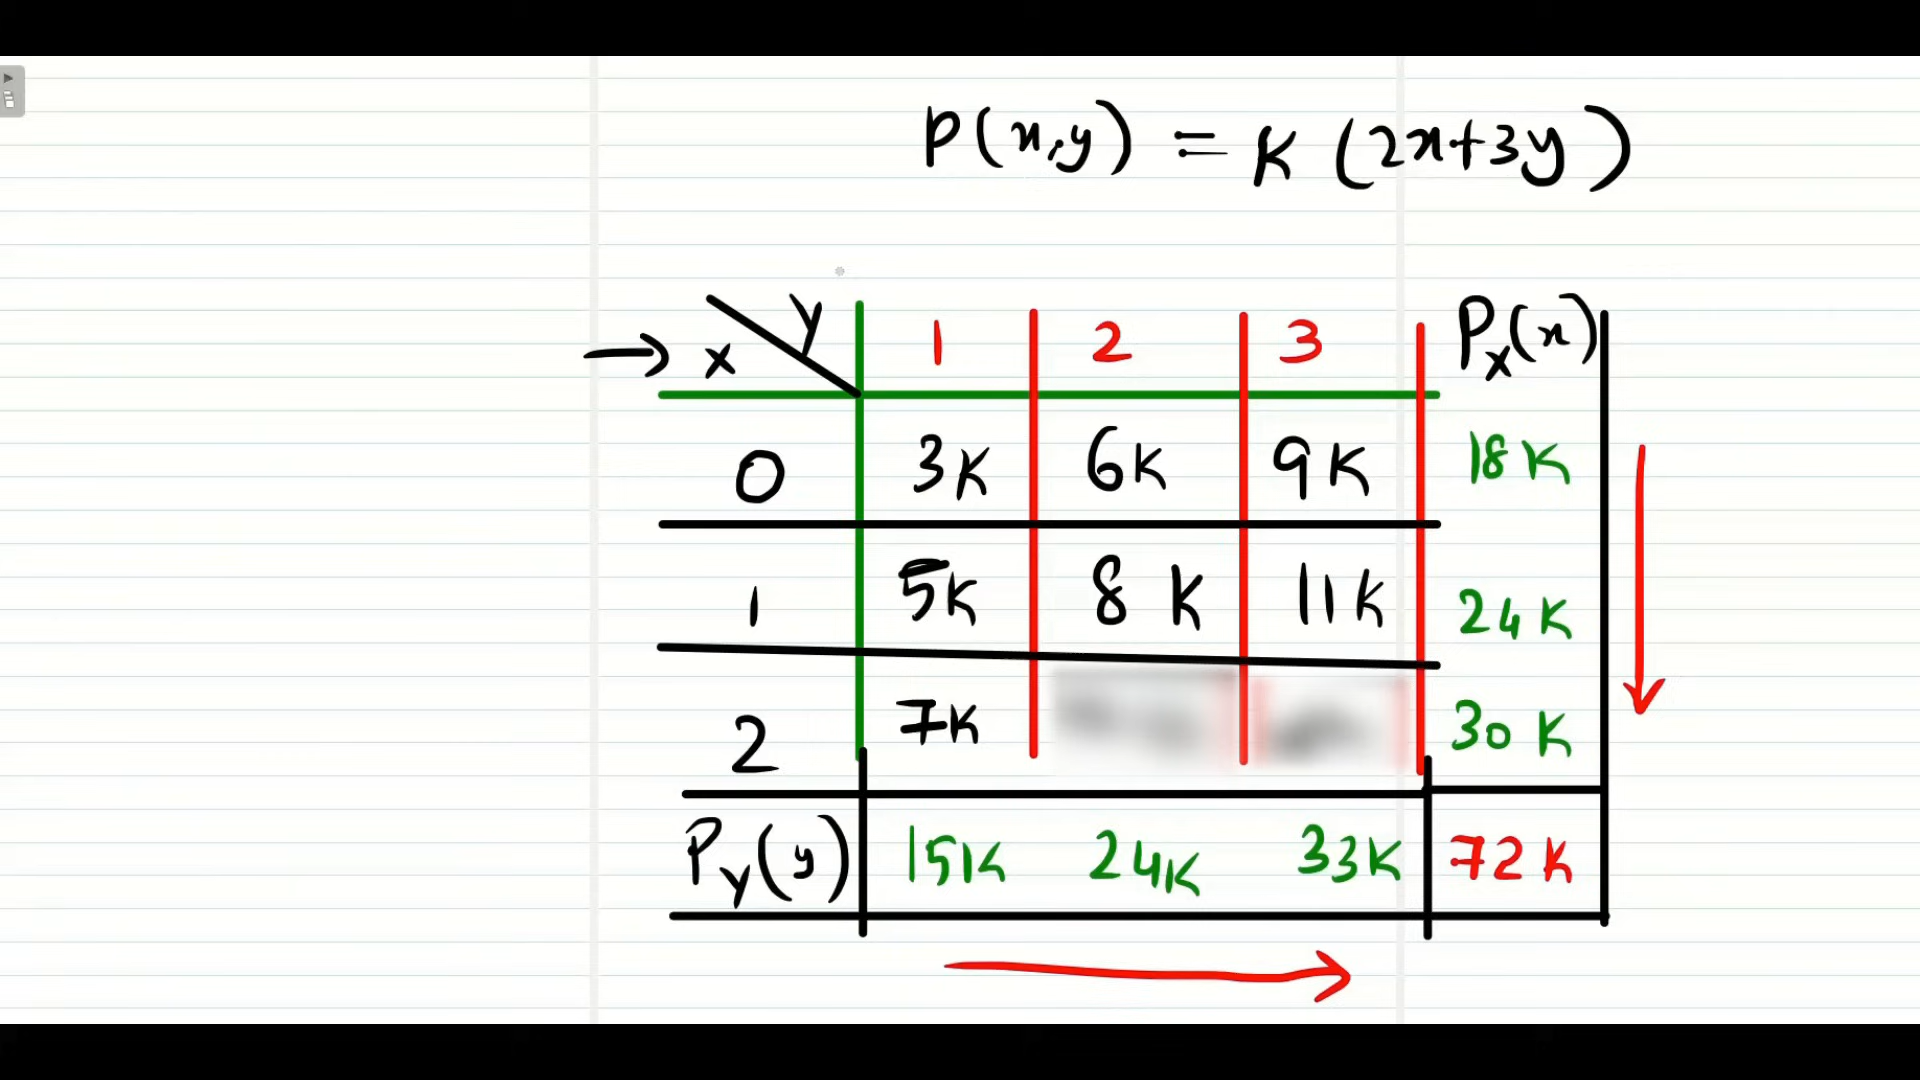 P(x,y) = K (2x+3y)
x y 1 2 3 Px(x)
0 3K 6K 9K 18K
1 5K 8K 11K 24K
2 7K 30K
Py(y) 15K 24K 33K 72K